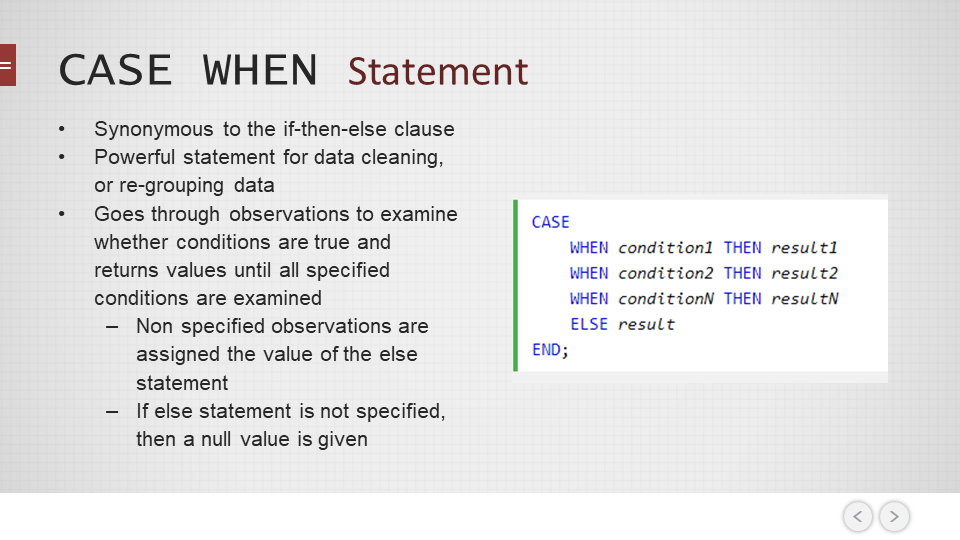 CASE WHEN Statement
• Synonymous to the if-then-else clause
• Powerful statement for data cleaning,
or re-grouping data
• Goes through observations to examine
whether conditions are true and
returns values until all specified
conditions are examined
– Non specified observations are
assigned the value of the else
statement
– If else statement is not specified,
then a null value is given
CASE
WHEN condition1 THEN result1
WHEN condition2 THEN result2
WHEN conditionN THEN resultN
ELSE result
END;